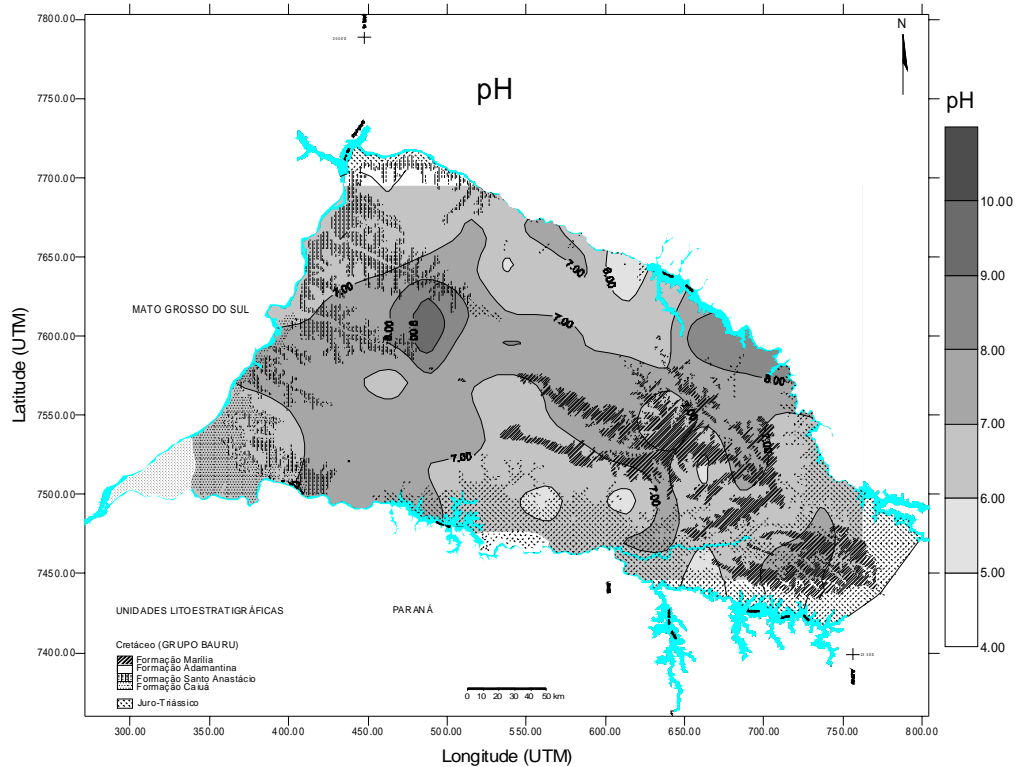 pH
N
pH
10.00
9.00
8.00
7.00
6.00
5.00
4.00
Latitude (UTM)
7800.00
7750.00
7700.00
7650.00
7600.00
7550.00
7500.00
7450.00
7400.00
7.00
7.00
6.00
7.00
8.00
9.00
8.00
7.00
7.00
MATO GROSSO DO SUL
PARANÁ
UNIDADES LITOESTRATIGRÁFICAS
Cretáceo (GRUPO BAURU)
Formação Marília
Formação Adamantina
Formação Santo Anastácio
Formação Caiuá
Juro-Triássico
0 10 20 30 40 50 km
300.00 350.00 400.00 450.00 500.00 550.00 600.00 650.00 700.00 750.00 800.00
Longitude (UTM)